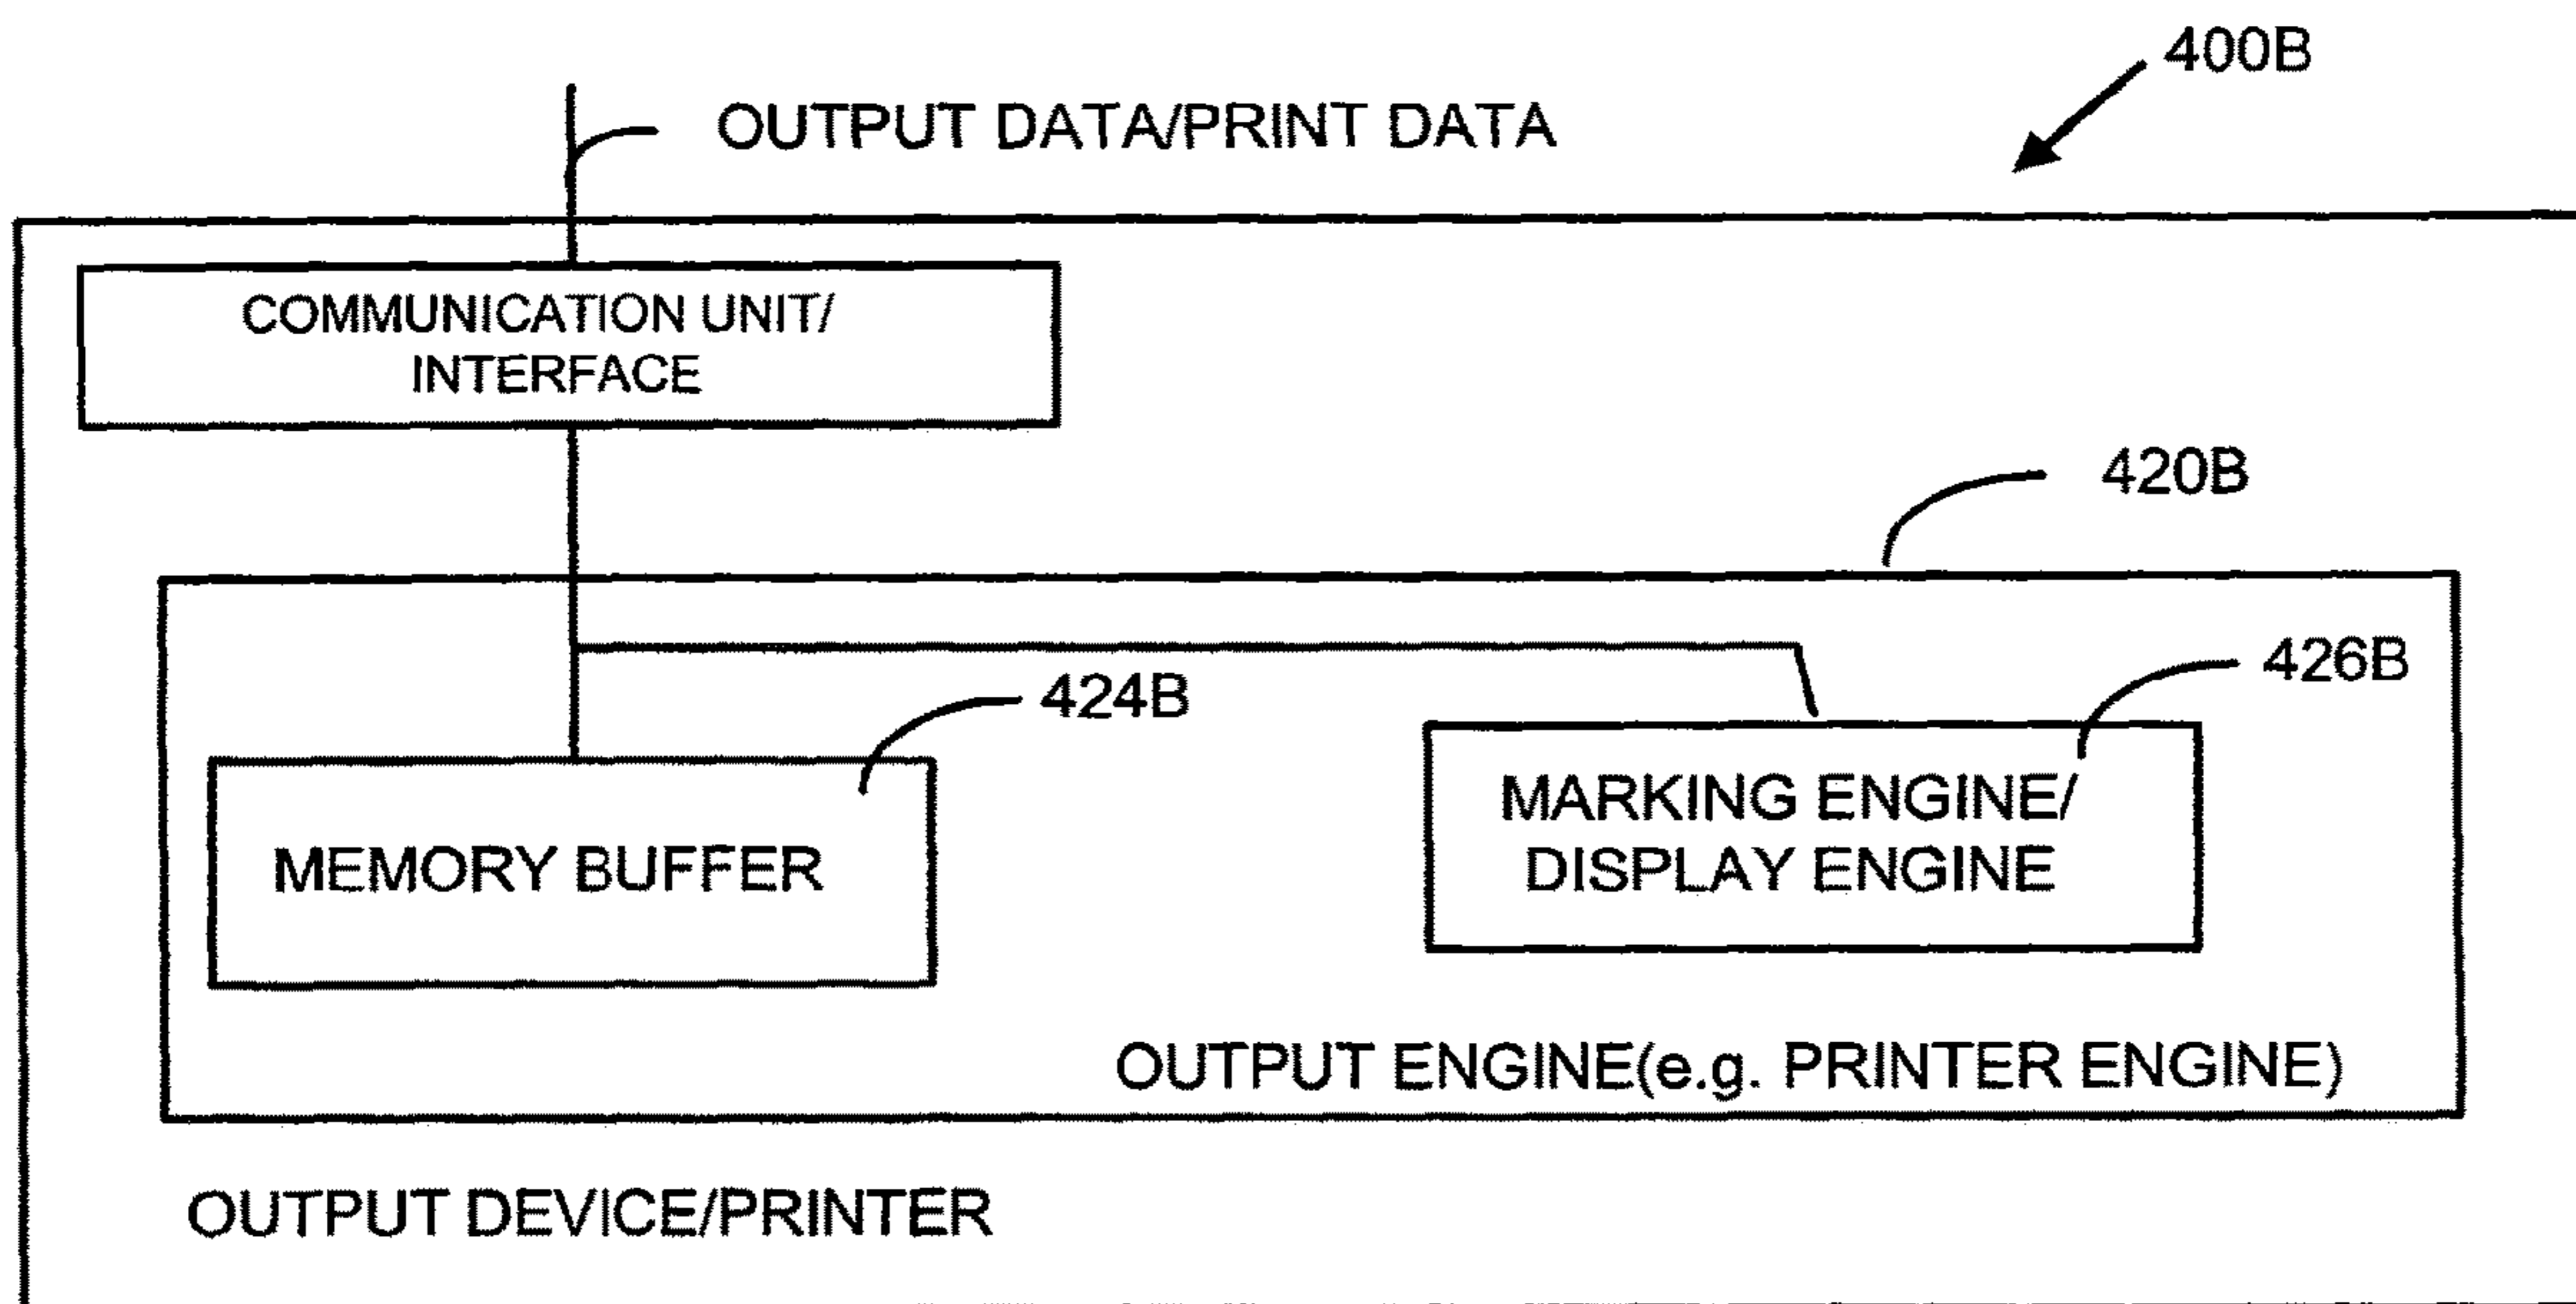 400B
OUTPUT DATA/PRINT DATA
COMMUNICATION UNIT/
INTERFACE
420B
426B
424B
MARKING ENGINE/
DISPLAY ENGINE
MEMORY BUFFER
OUTPUT ENGINE(e.g. PRINTER ENGINE)
OUTPUT DEVICE/PRINTER